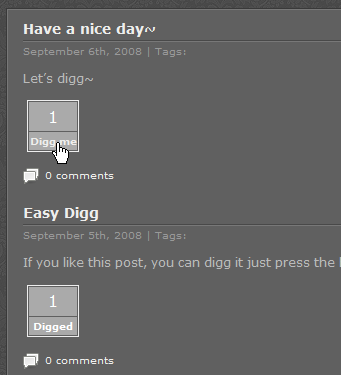 Have a nice day~
September 6th, 2008 | Tags:
Let's digg~
1
Digg me
0 comments
Easy Digg
September 5th, 2008 | Tags:
If you like this post, you can digg it just press the
1
Digged
0 comments